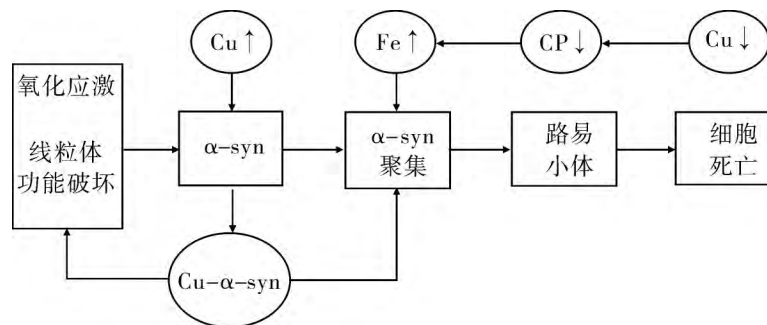 Cu↑
Fe↑
CP↓
Cu↓
氧化应激
线粒体
功能破坏
α-syn
α-syn
聚集
路易
小体
细胞
死亡
Cu-α-syn